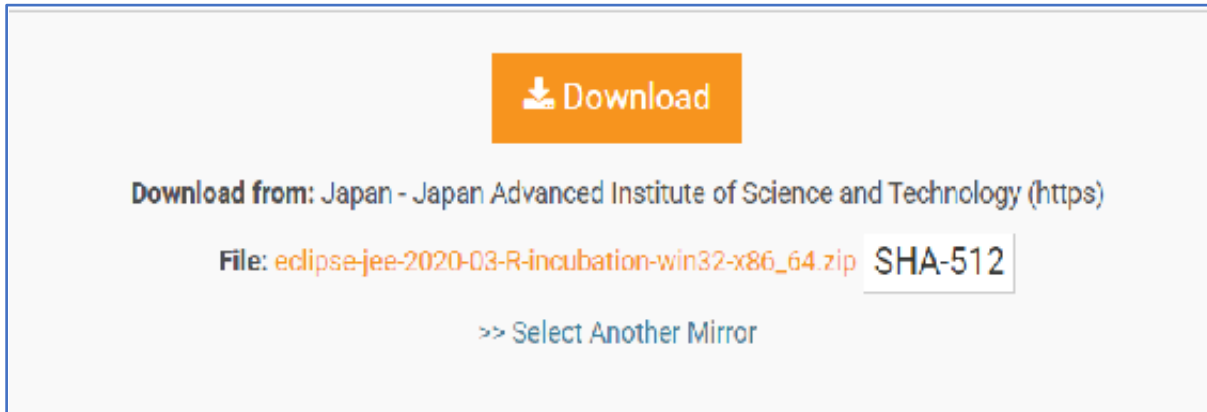 Download
Download from: Japan - Japan Advanced Institute of Science and Technology (https)
File: eclipse-jee-2020-03-R-incubation-win32-x86_64.zip SHA-512
>> Select Another Mirror